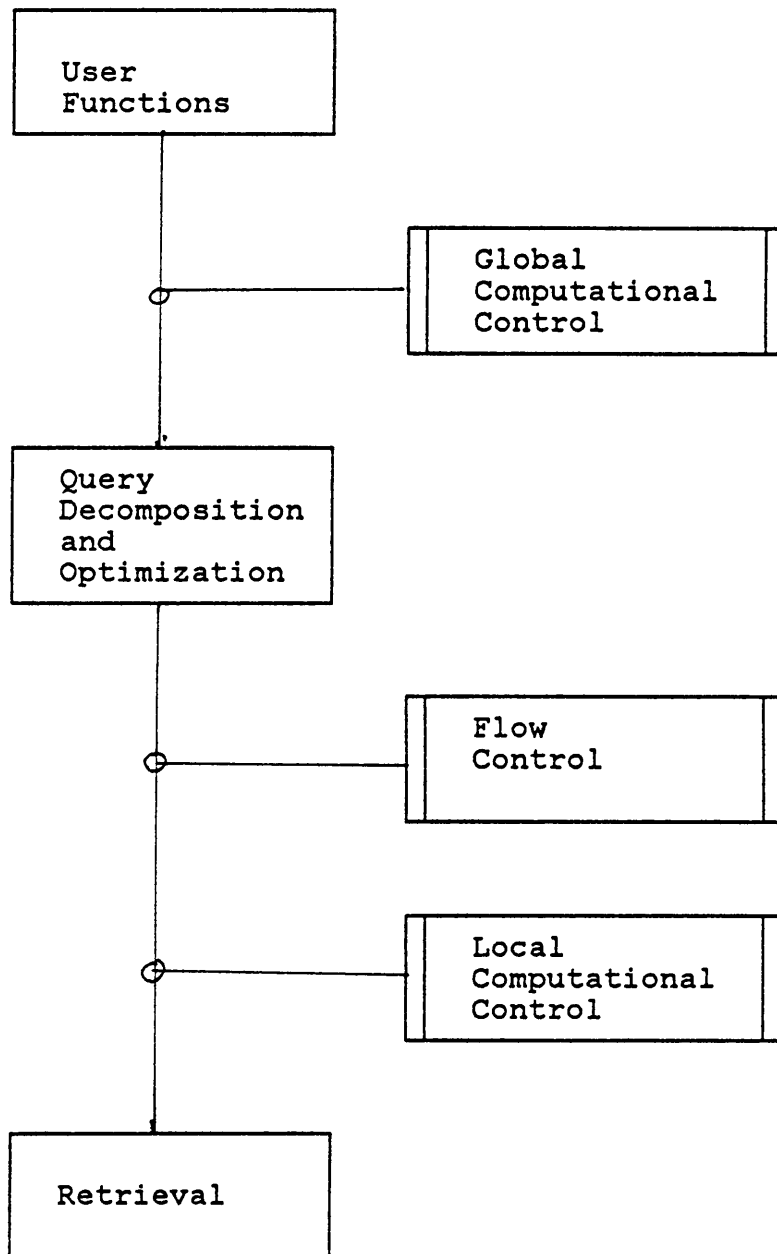 User
Functions
Global
Computational
Control
Query
Decomposition
and
Optimization
Flow
Control
Local
Computational
Control
Retrieval